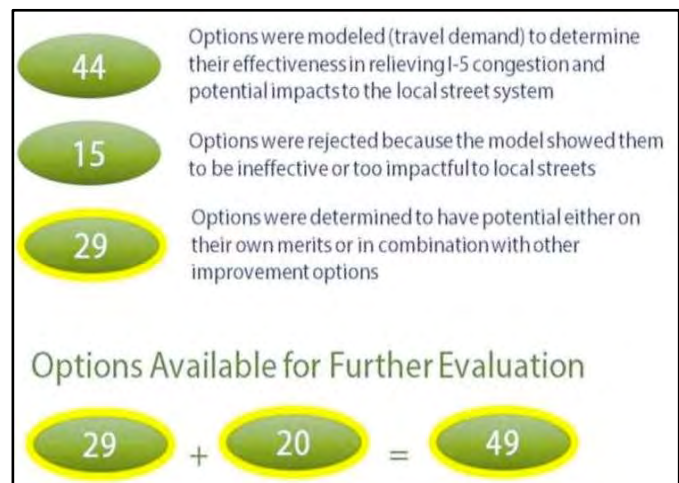 44
Options were modeled (travel demand) to determine
their effectiveness in relieving I-5 congestion and
potential impacts to the local street system
15
Options were rejected because the model showed them
to be ineffective or too impactful to local streets
29
Options were determined to have potential either on
their own merits or in combination with other
improvement options
Options Available for Further Evaluation
29 + 20 = 49